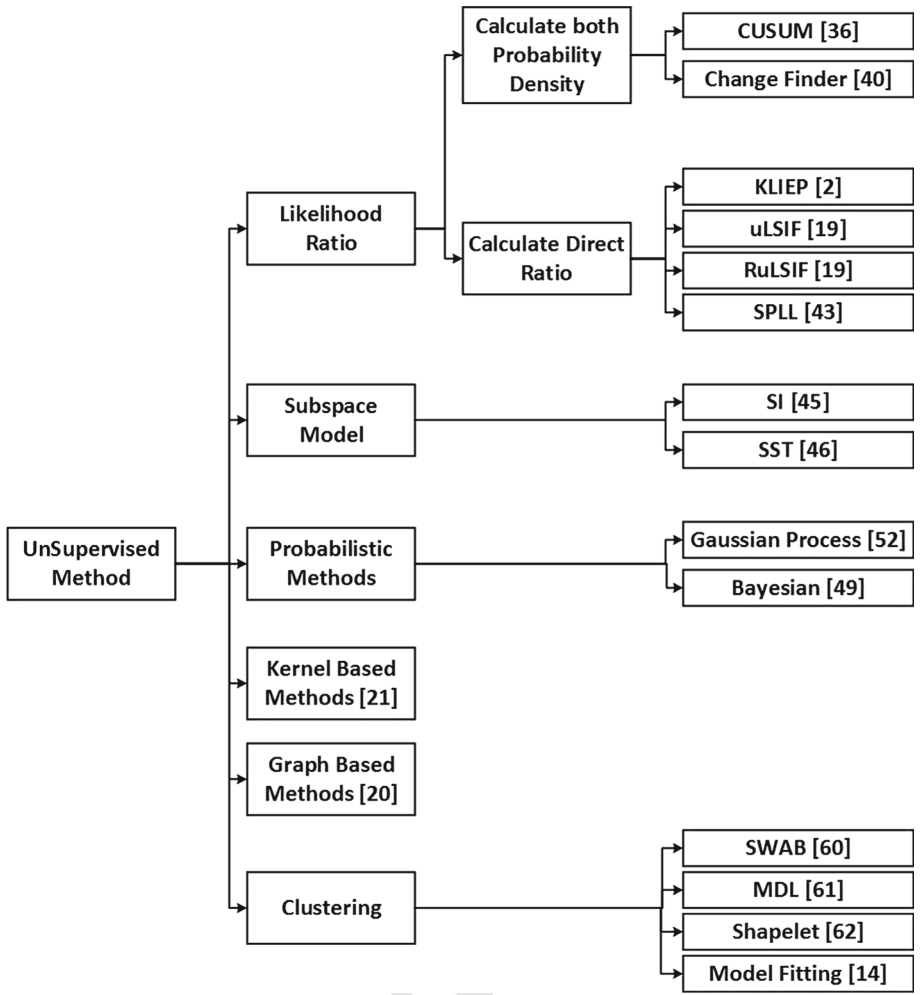 Calculate both
Probability
Density
CUSUM [36]
Change Finder [40]
Likelihood
Ratio
Calculate Direct
Ratio
KLIEP [2]
uLSIF [19]
RuLSIF [19]
SPLL [43]
Subspace
Model
SI [45]
SST [46]
UnSupervised
Method
Probabilistic
Methods
Gaussian Process [52]
Bayesian [49]
Kernel Based
Methods [21]
Graph Based
Methods [20]
Clustering
SWAB [60]
MDL [61]
Shapelet [62]
Model Fitting [14]